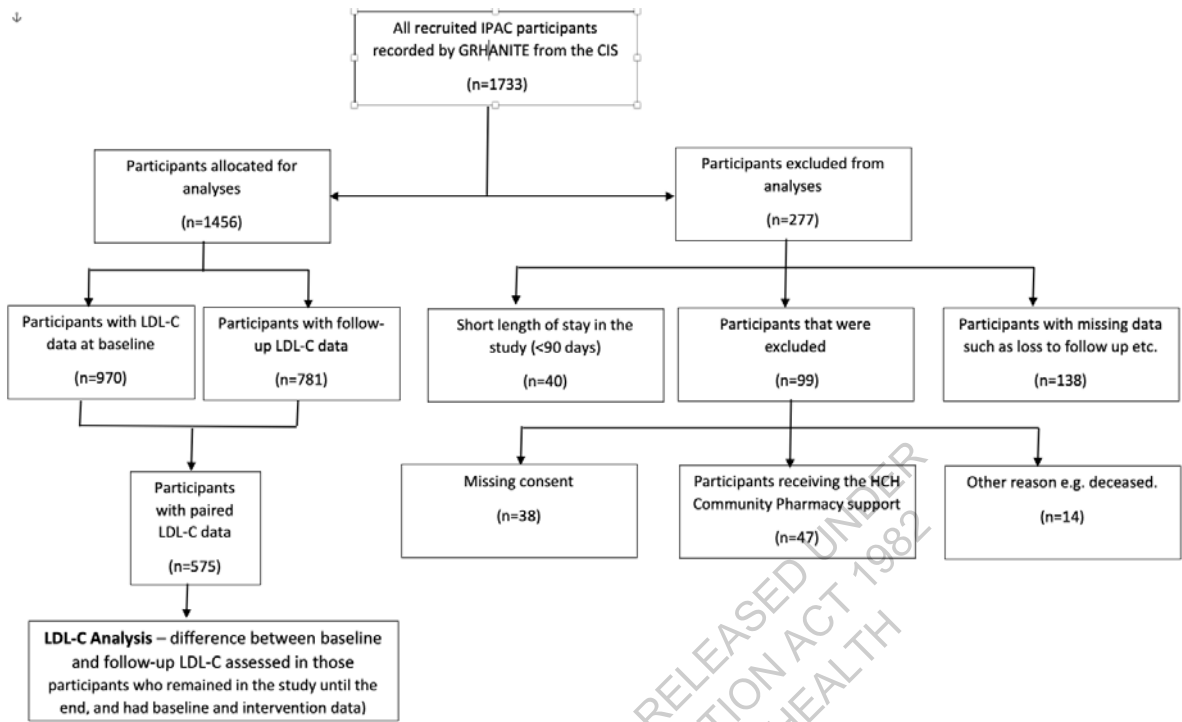 All recruited IPAC participants
recorded by GRHANITE from the CIS
(n=1733)
Participants allocated for
analyses
(n=1456)
Participants excluded from
analyses
(n=277)
Participants with LDL-C
data at baseline
(n=970)
Participants with follow-
up LDL-C data
(n=781)
Short length of stay in the
study (<90 days)
(n=40)
Participants that were
excluded
(n=99)
Participants with missing data
such as loss to follow up etc.
(n=138)
Participants
with paired
LDL-C data
(n=575)
Missing consent
(n=38)
Participants receiving the HCH
Community Pharmacy support
(n=47)
Other reason e.g. deceased.
(n=14)
LDL-C Analysis – difference between baseline
and follow-up LDL-C assessed in those
participants who remained in the study until the
end, and had baseline and intervention data)
RELEASED UNDER
TION ACT 1982
HEALTH